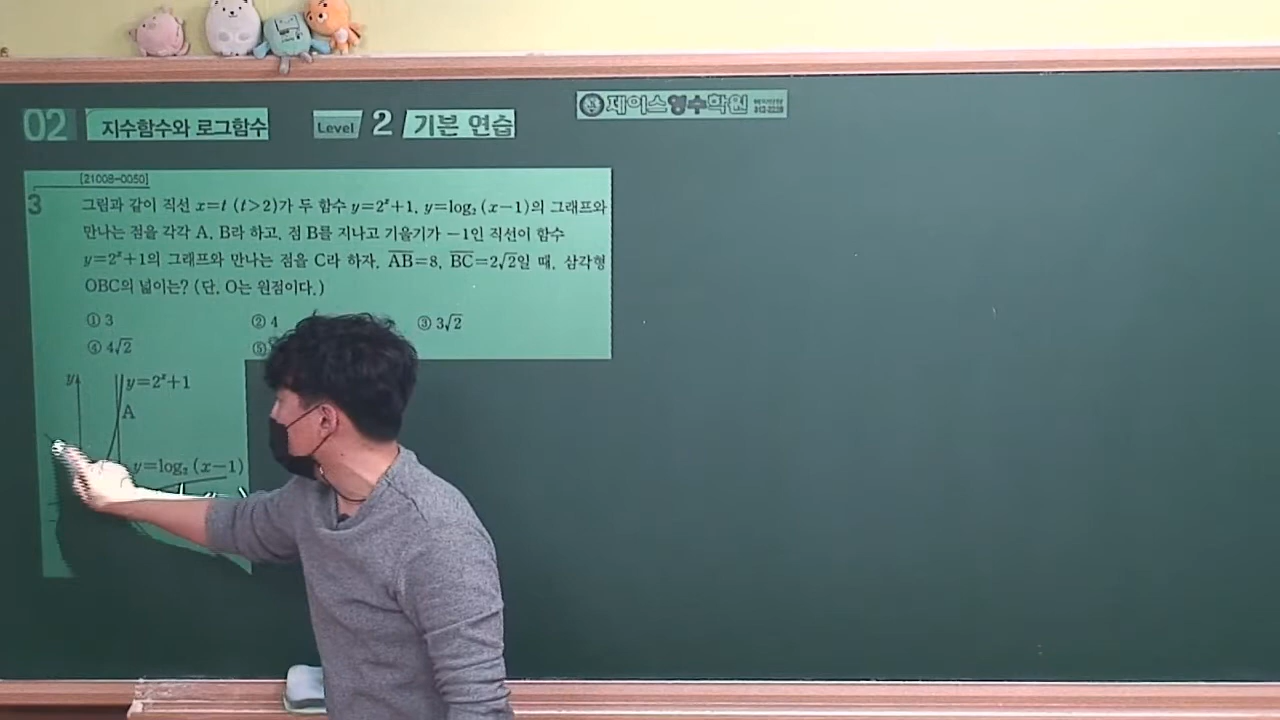 제이스영수학원
02 지수함수와 로그함수 Level 2 기본 연습
[21008-0050]
3 그림과 같이 직선 x=t (t>2)가 두 함수 y=2ˣ+1, y=log₂(x-1)의 그래프와
만나는 점을 각각 A, B라 하고, 점 B를 지나고 기울기가 -1인 직선이 함수
y=2ˣ+1의 그래프와 만나는 점을 C라 하자. A̅B̅=8, B̅C̅=2√2일 때, 삼각형
OBC의 넓이는? (단, O는 원점이다.)
① 3 ② 4 ③ 3√2
④ 4√2 ⑤
y y=2ˣ+1
A
y=log₂(x-1)